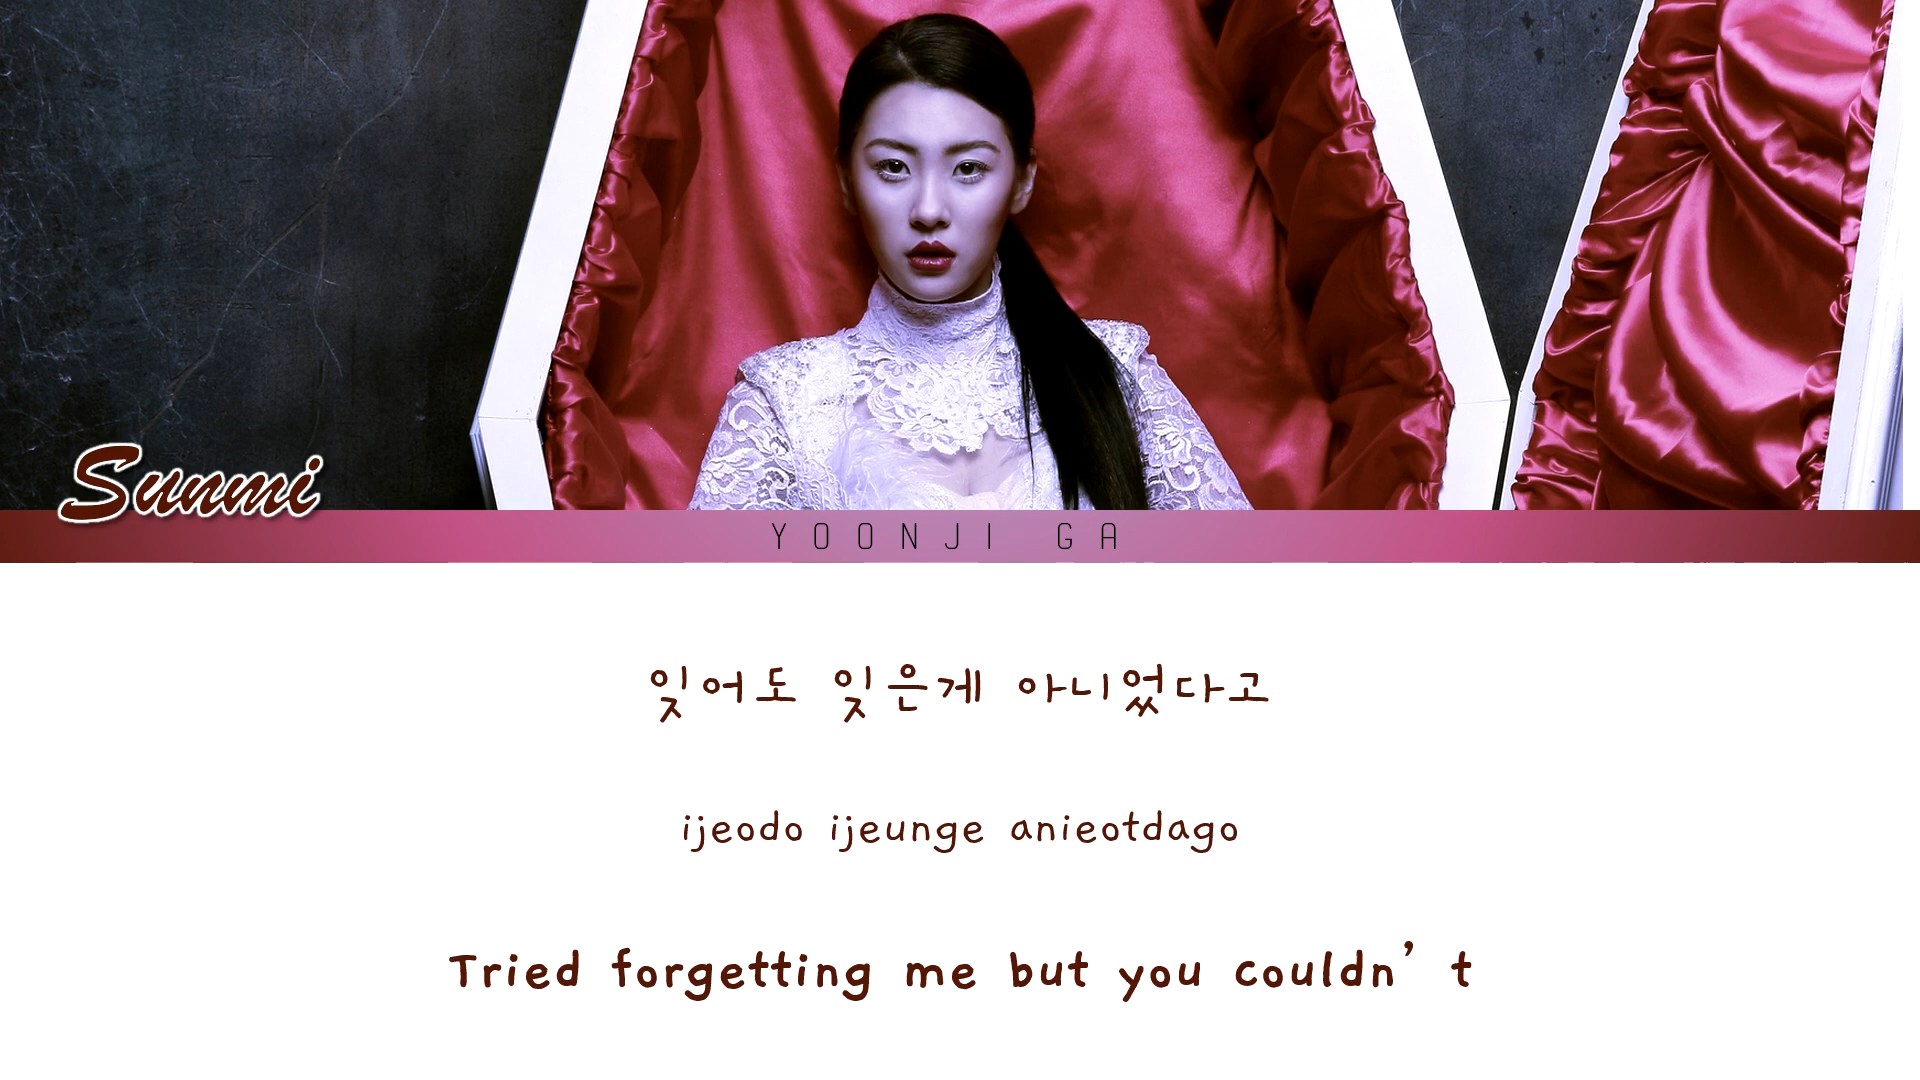 Sunmi
YOONJI GA
잊어도 잊은게 아니었다고
ijeodo ijeunge anieotdago
Tried forgetting me but you couldn’t